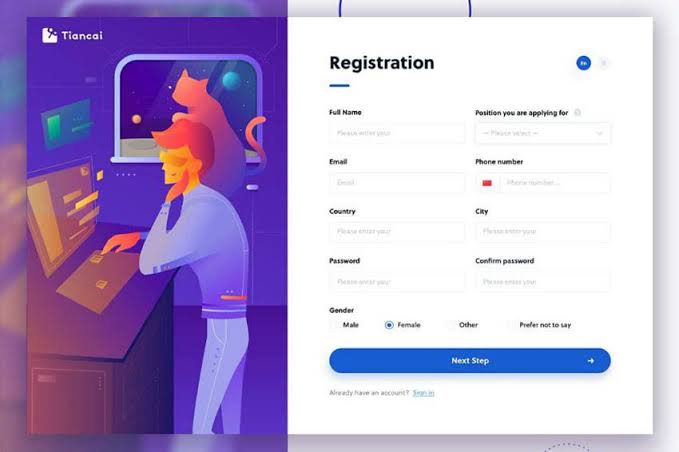 Tiancai
Registration
En
Full Name
Position you are applying for
Please enter your
— Please select —
Email
Phone number
Email
Phone number...
Country
City
Please enter your
Please enter your
Password
Confirm password
Please enter your
Please enter your
Gender
Male Female Other Prefer not to say
Next Step
Already have an account? Sign in